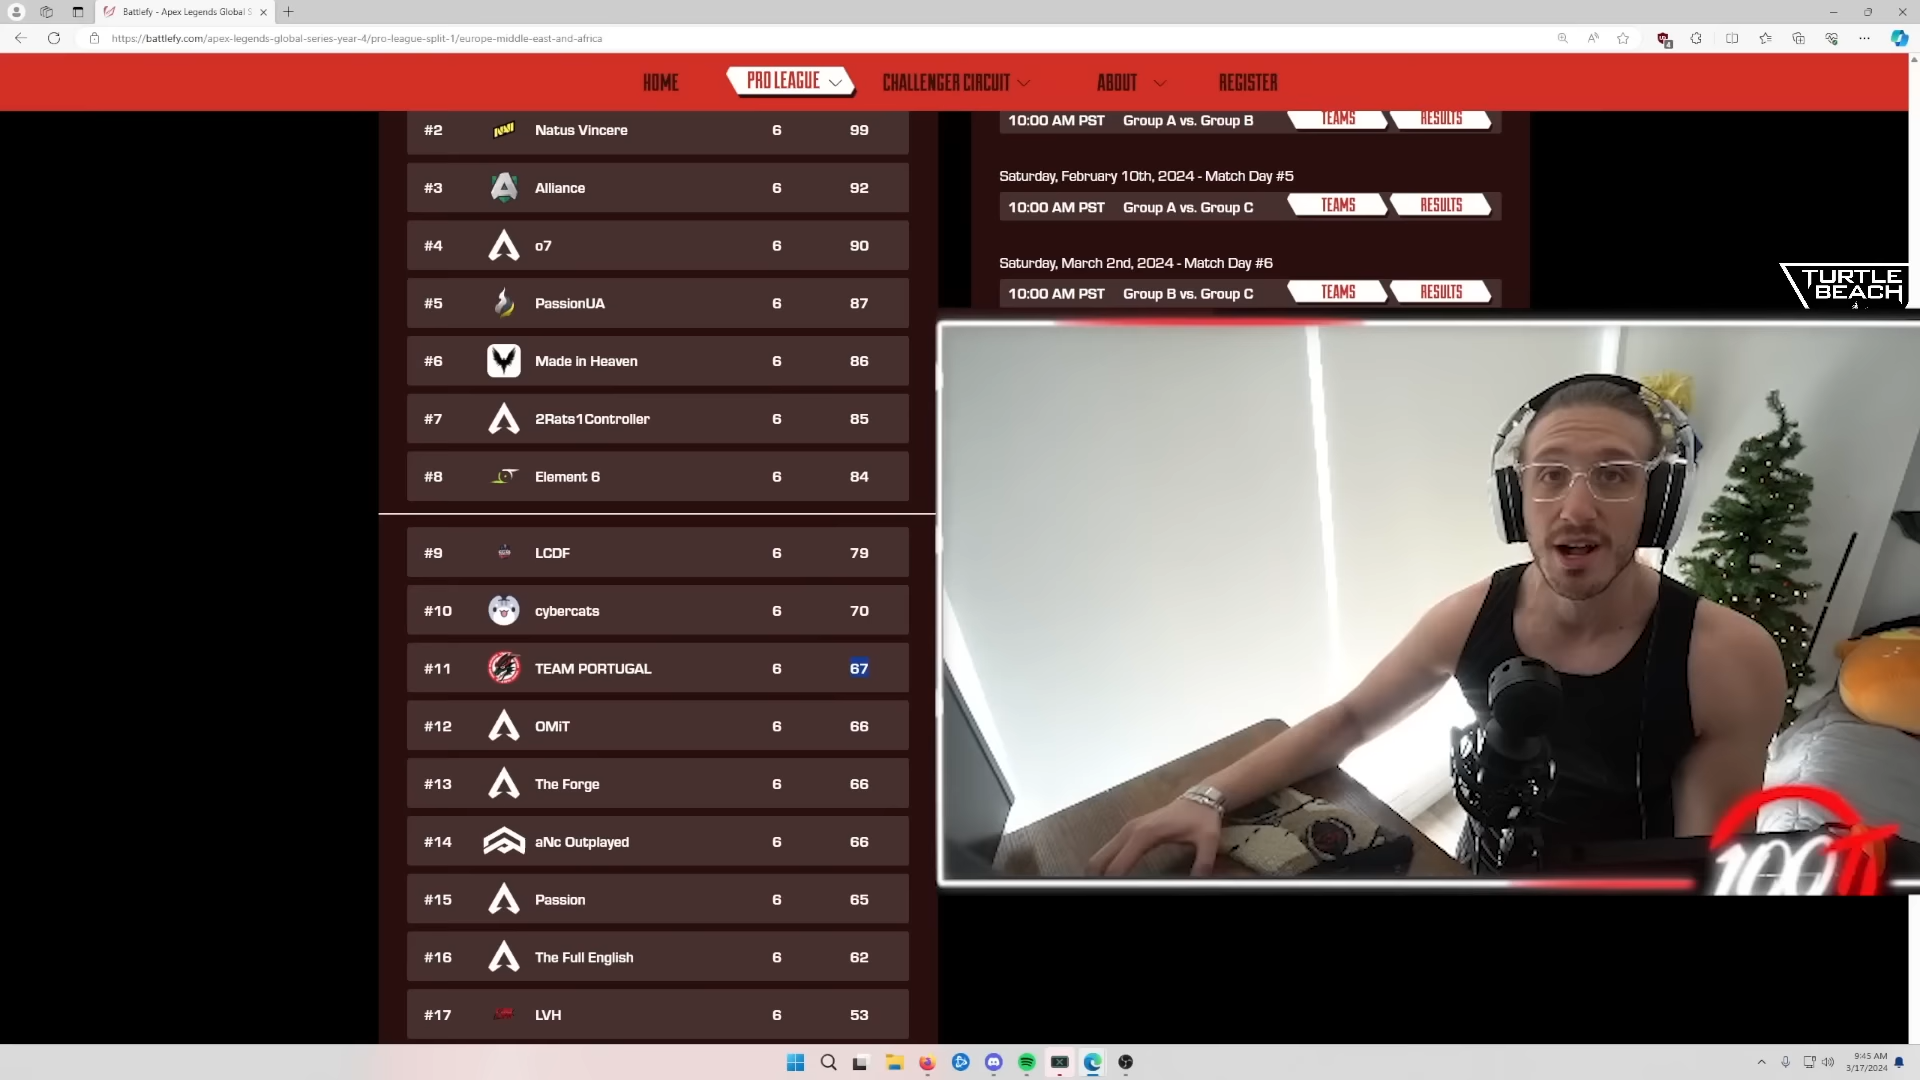 Battlefy - Apex Legends Global S
https://battlefy.com/apex-legends-global-series-year-4/pro-league-split-1/europe-middle-east-and-africa
HOME
PRO LEAGUE
CHALLENGER CIRCUIT
ABOUT
REGISTER
#2 Natus Vincere 6 99
#3 Alliance 6 92
#4 o7 6 90
#5 PassionUA 6 87
#6 Made in Heaven 6 86
#7 2Rats1Controller 6 85
#8 Element 6 6 84
#9 LCDF 6 79
#10 cybercats 6 70
#11 TEAM PORTUGAL 6 67
#12 OMiT 6 66
#13 The Forge 6 66
#14 aNc Outplayed 6 66
#15 Passion 6 65
#16 The Full English 6 62
#17 LVH 6 53
10:00 AM PST Group A vs. Group B TEAMS RESULTS
Saturday, February 10th, 2024 - Match Day #5
10:00 AM PST Group A vs. Group C TEAMS RESULTS
Saturday, March 2nd, 2024 - Match Day #6
10:00 AM PST Group B vs. Group C TEAMS RESULTS
TURTLE
BEACH
100T
9:45 AM
3/17/2024